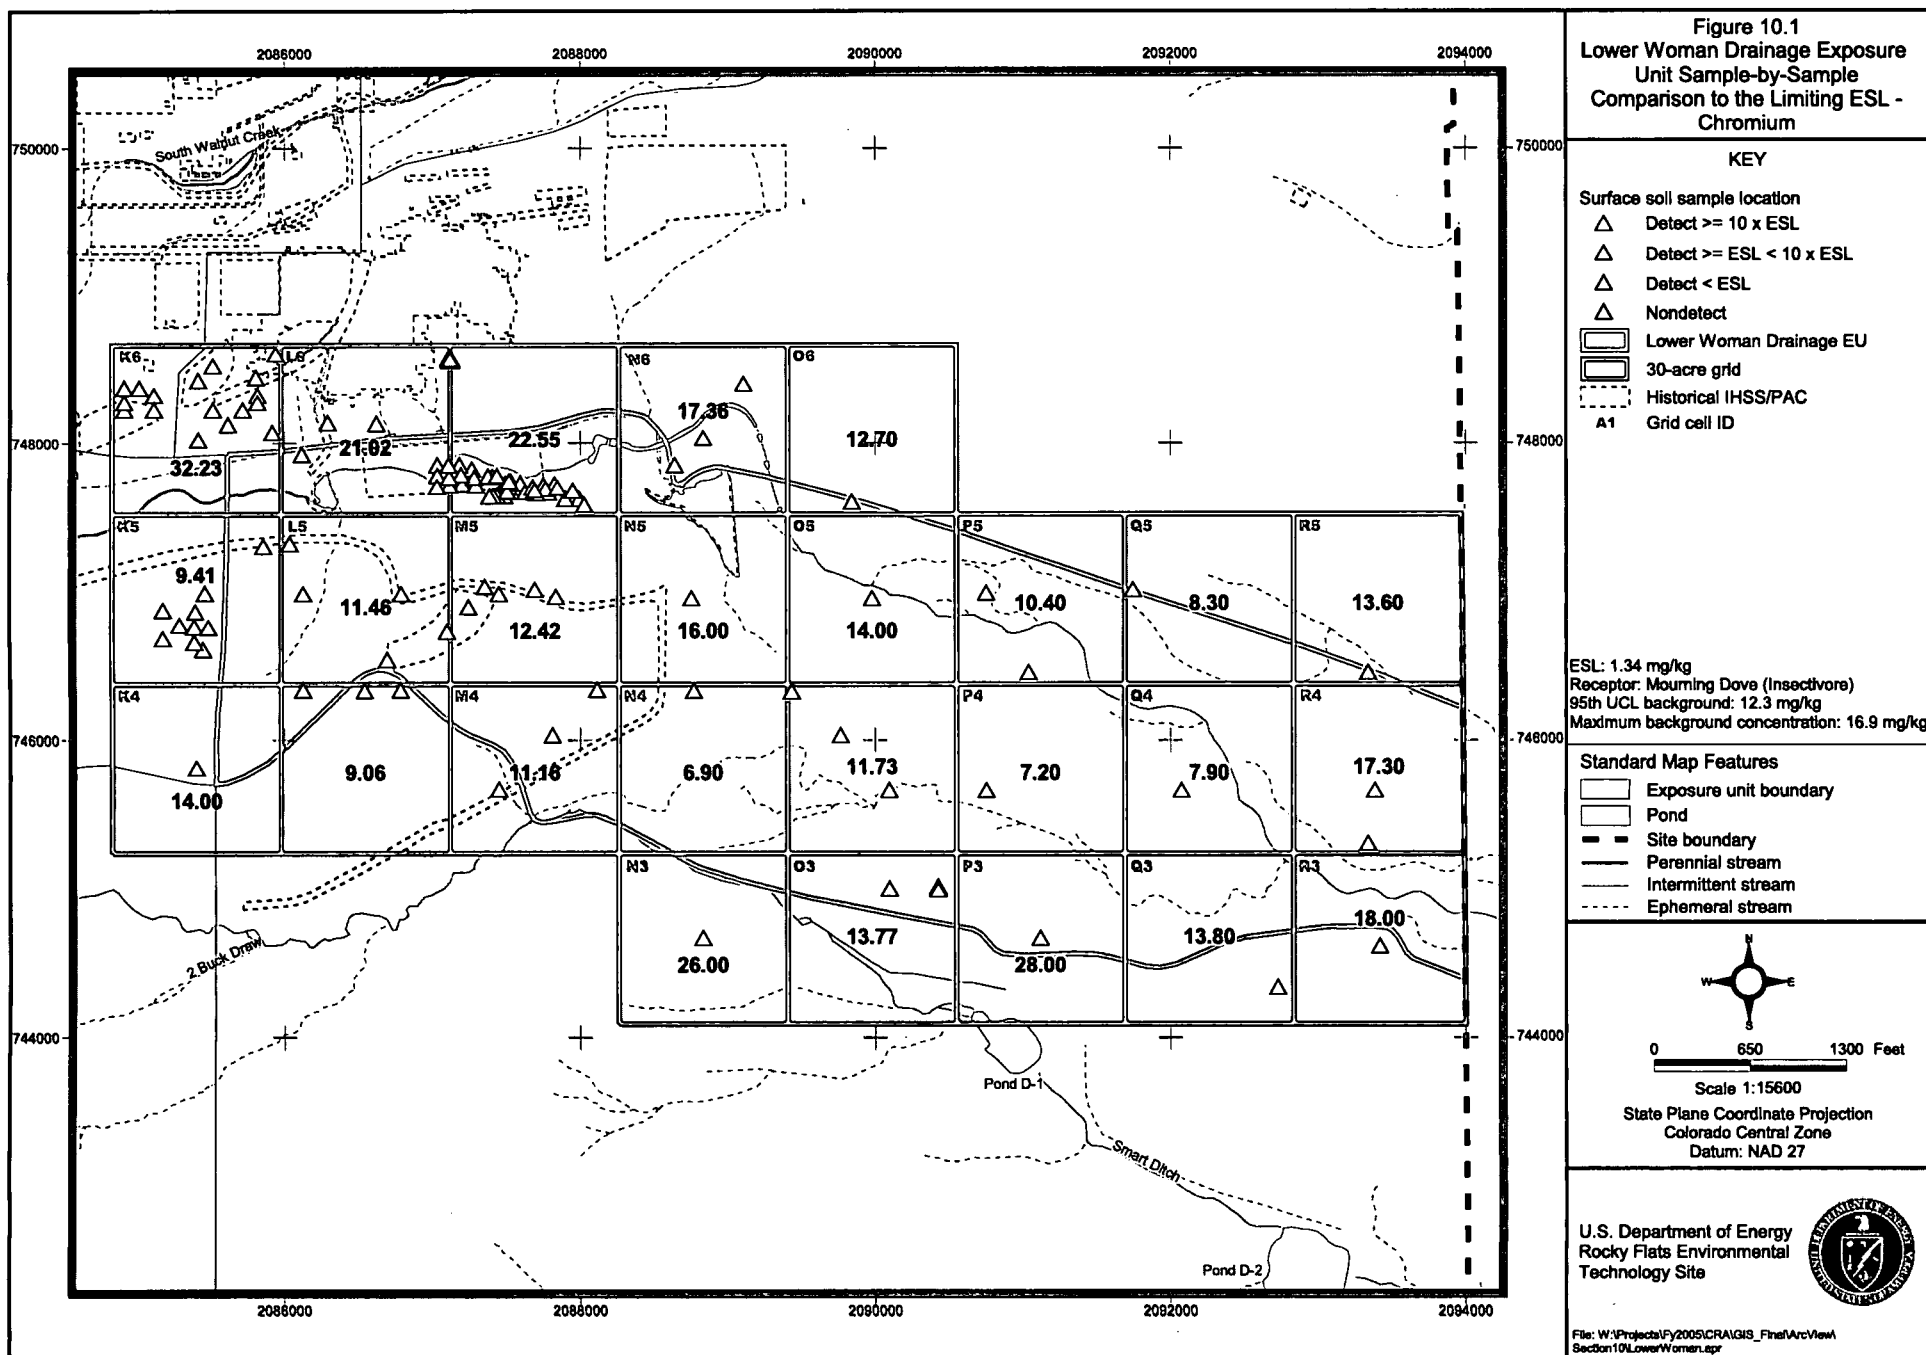 Figure 10.1
Lower Woman Drainage Exposure
Unit Sample-by-Sample
Comparison to the Limiting ESL -
Chromium
KEY
Surface soil sample location
Detect >= 10 x ESL
Detect >= ESL < 10 x ESL
Detect < ESL
Nondetect
Lower Woman Drainage EU
30-acre grid
Historical IHSS/PAC
A1 Grid cell ID
ESL: 1.34 mg/kg
Receptor: Mourning Dove (Insectivore)
95th UCL background: 12.3 mg/kg
Maximum background concentration: 16.9 mg/kg
Standard Map Features
Exposure unit boundary
Pond
Site boundary
Perennial stream
Intermittent stream
Ephemeral stream
N
W E
S
0 650 1300 Feet
Scale 1:15600
State Plane Coordinate Projection
Colorado Central Zone
Datum: NAD 27
U.S. Department of Energy
Rocky Flats Environmental
Technology Site
File: W:\Projects\Fy2005\CRA\GIS_Final\ArcView\
Section10\LowerWoman.apr
2086000 2088000 2090000 2092000 2094000
750000 750000
South Walnut Creek
K6 L6 N6 O6
17.36
748000 21.02 22.55 12.70 748000
32.23
K5 L5 M5 N5 O5 P5 Q5 R5
9.41 11.46 10.40 8.30 13.60
12.42 16.00 14.00
K4 M4 N4 P4 Q4 R4
746000 746000
14.00 9.06 11.16 6.90 11.73 7.20 7.90 17.30
N3 O3 P3 Q3 R3
18.00
13.77 13.80
26.00 28.00
2 Buck Draw
744000 744000
Pond D-1
Smart Ditch
Pond D-2
2086000 2088000 2090000 2092000 2094000